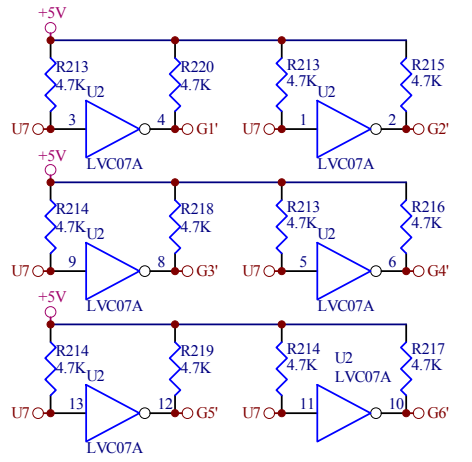 +5V
R213
4.7K
U2
R220
4.7K
R213
4.7K
U2
R215
4.7K
U7
3
4
G1'
U7
1
2
G2'
LVC07A
LVC07A
+5V
R214
4.7K
U2
R218
4.7K
R213
4.7K
U2
R216
4.7K
U7
9
8
G3'
U7
5
6
G4'
LVC07A
LVC07A
+5V
R214
4.7K
U2
R219
4.7K
R214
4.7K
U2
LVC07A
R217
4.7K
U7
13
12
G5'
U7
11
10
G6'
LVC07A